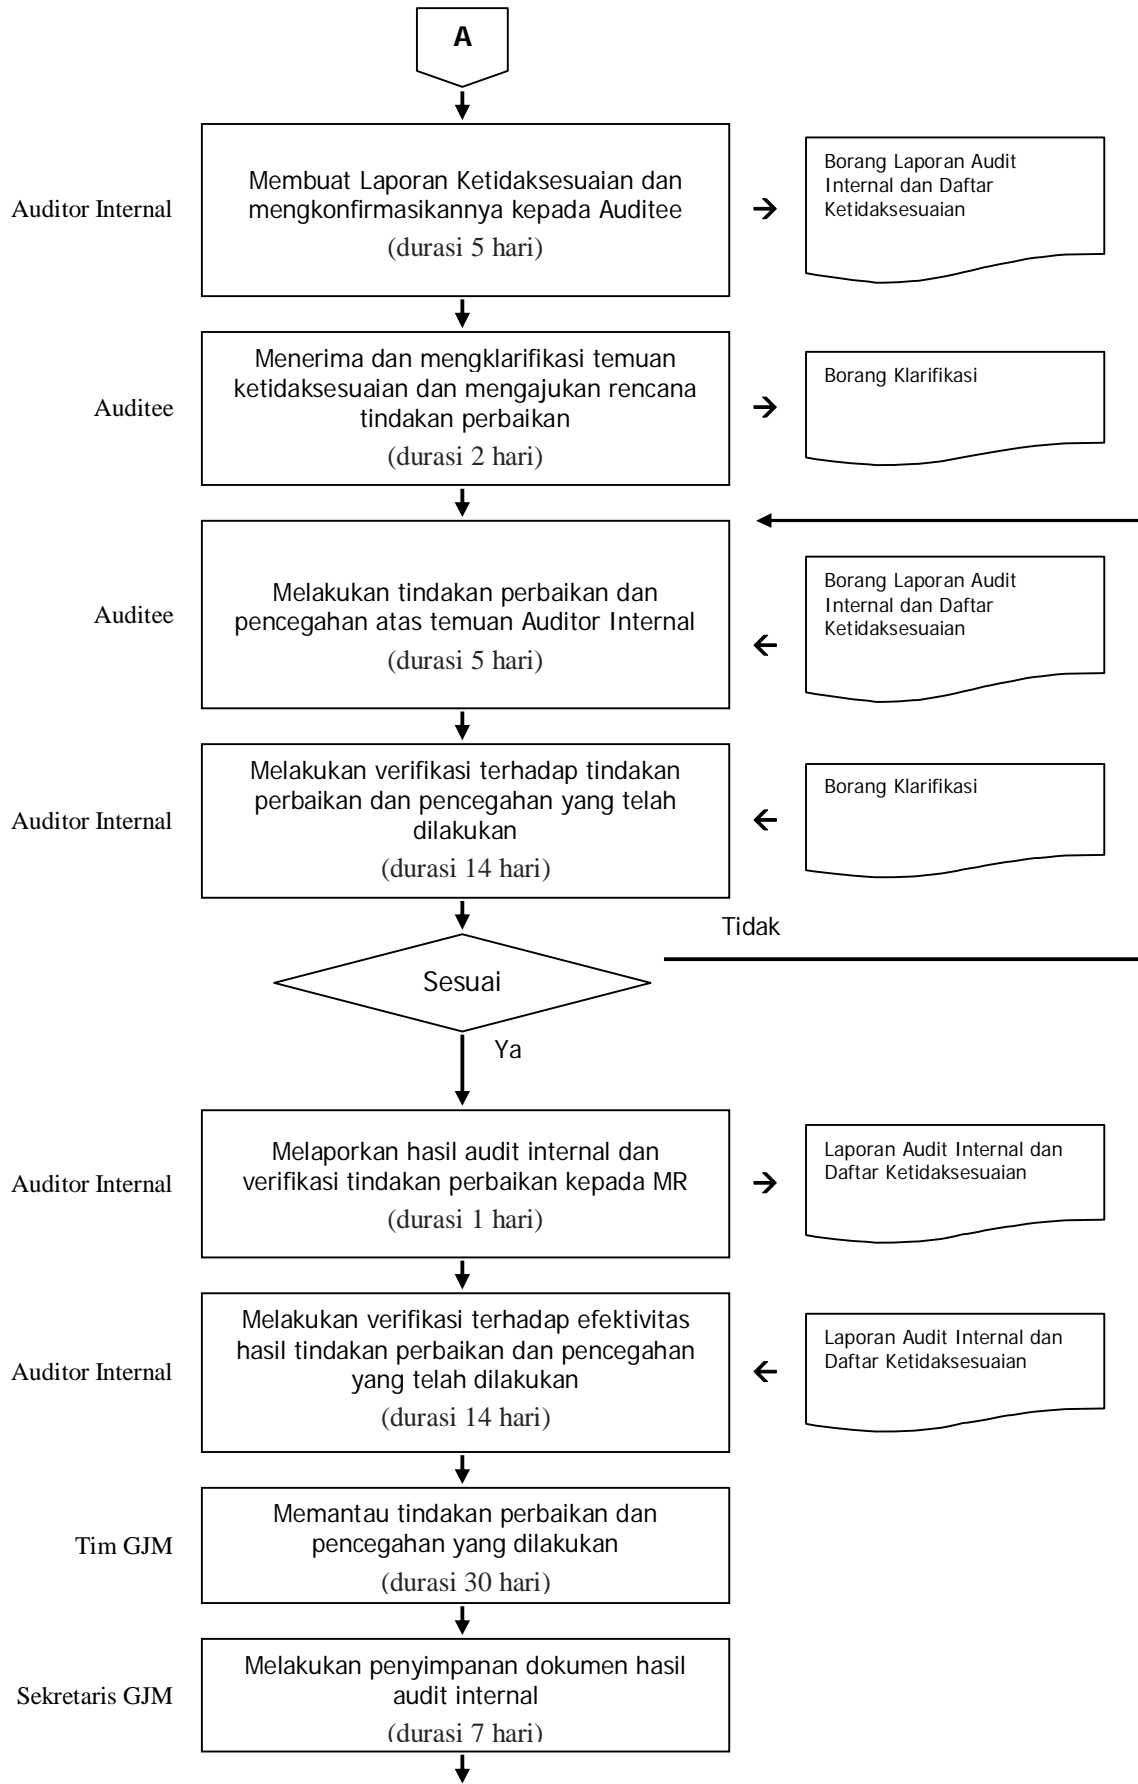 A
Auditor Internal
Membuat Laporan Ketidaksesuaian dan
mengkonfirmasikannya kepada Auditee
(durasi 5 hari)
Borang Laporan Audit
Internal dan Daftar
Ketidaksesuaian
Auditee
Menerima dan mengklarifikasi temuan
ketidaksesuaian dan mengajukan rencana
tindakan perbaikan
(durasi 2 hari)
Borang Klarifikasi
Auditee
Melakukan tindakan perbaikan dan
pencegahan atas temuan Auditor Internal
(durasi 5 hari)
Borang Laporan Audit
Internal dan Daftar
Ketidaksesuaian
Auditor Internal
Melakukan verifikasi terhadap tindakan
perbaikan dan pencegahan yang telah
dilakukan
(durasi 14 hari)
Borang Klarifikasi
Tidak
Sesuai
Ya
Auditor Internal
Melaporkan hasil audit internal dan
verifikasi tindakan perbaikan kepada MR
(durasi 1 hari)
Laporan Audit Internal dan
Daftar Ketidaksesuaian
Auditor Internal
Melakukan verifikasi terhadap efektivitas
hasil tindakan perbaikan dan pencegahan
yang telah dilakukan
(durasi 14 hari)
Laporan Audit Internal dan
Daftar Ketidaksesuaian
Tim GJM
Memantau tindakan perbaikan dan
pencegahan yang dilakukan
(durasi 30 hari)
Sekretaris GJM
Melakukan penyimpanan dokumen hasil
audit internal
(durasi 7 hari)